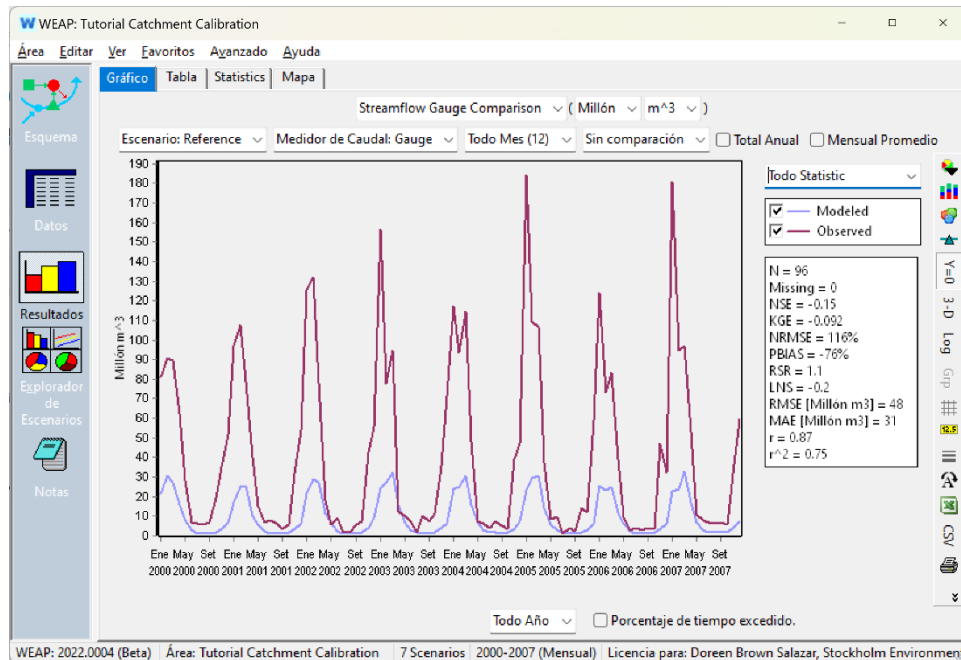 WEAP: Tutorial Catchment Calibration
Área Editar Ver Favoritos Avanzado Ayuda
Gráfico Tabla Statistics Mapa
Streamflow Gauge Comparison ( Millón m^3 )
Escenario: Reference Medidor de Caudal: Gauge Todo Mes (12) Sin comparación Total Anual Mensual Promedio
Esquema
Datos
Resultados
Explorador
de
Escenarios
Notas
Millón m^3
190
180
170
160
150
140
130
120
110
100
90
80
70
60
50
40
30
20
10
0
Ene May Set Ene May Set Ene May Set Ene May Set Ene May Set Ene May Set Ene May Set Ene May Set
2000 2000 2000 2001 2001 2001 2002 2002 2002 2003 2003 2003 2004 2004 2004 2005 2005 2005 2006 2006 2006 2007 2007 2007
Todo Statistic
Modeled
Observed
N = 96
Missing = 0
NSE = -0.15
KGE = -0.092
NRMSE = 116%
PBIAS = -76%
RSR = 1.1
LNS = -0.2
RMSE [Millón m3] = 48
MAE [Millón m3] = 31
r = 0.87
r^2 = 0.75
Y=0
3-D
Log
Grp
12.5
A
CSV
Todo Año Porcentaje de tiempo excedido.
WEAP: 2022.0004 (Beta) Área: Tutorial Catchment Calibration 7 Scenarios 2000-2007 (Mensual) Licencia para: Doreen Brown Salazar, Stockholm Environmen